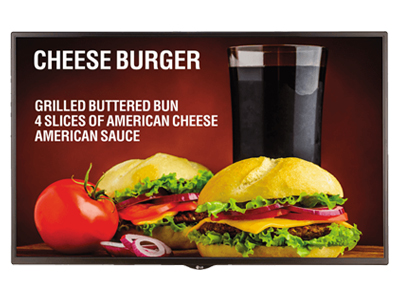 CHEESE BURGER
GRILLED BUTTERED BUN
4 SLICES OF AMERICAN CHEESE
AMERICAN SAUCE